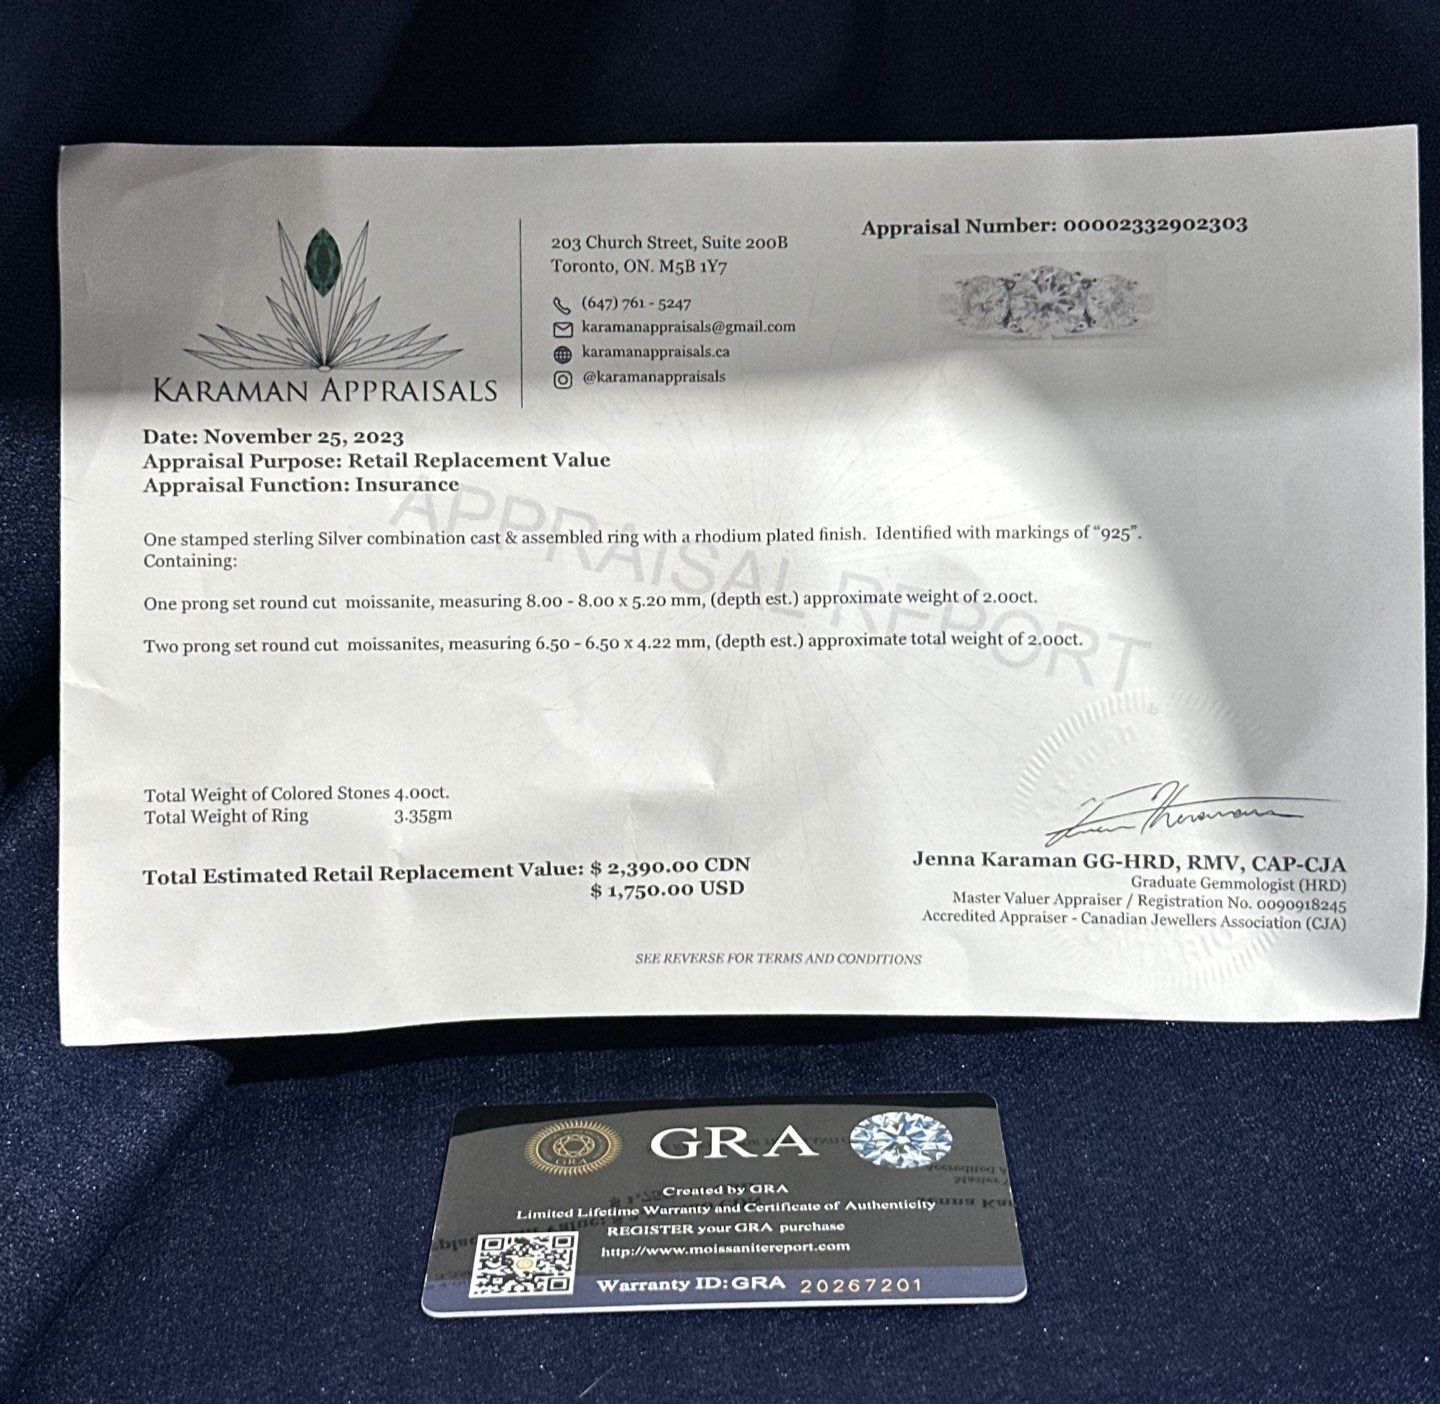 KARAMAN APPRAISALS
203 Church Street, Suite 200B
Toronto, ON. M5B 1Y7
(647) 761 - 5247
karamanappraisals@gmail.com
karamanappraisals.ca
@karamanappraisals
Appraisal Number: 00002332902303
Date: November 25, 2023
Appraisal Purpose: Retail Replacement Value
Appraisal Function: Insurance
APPRAISAL REPORT
One stamped sterling Silver combination cast & assembled ring with a rhodium plated finish. Identified with markings of “925”.
Containing:
One prong set round cut moissanite, measuring 8.00 - 8.00 x 5.20 mm, (depth est.) approximate weight of 2.00ct.
Two prong set round cut moissanites, measuring 6.50 - 6.50 x 4.22 mm, (depth est.) approximate total weight of 2.00ct.
Total Weight of Colored Stones 4.00ct.
Total Weight of Ring 3.35gm
Total Estimated Retail Replacement Value: $ 2,390.00 CDN
$ 1,750.00 USD
Jenna Karaman GG-HRD, RMV, CAP-CJA
Graduate Gemmologist (HRD)
Master Valuer Appraiser / Registration No. 0090918245
Accredited Appraiser - Canadian Jewellers Association (CJA)
SEE REVERSE FOR TERMS AND CONDITIONS
GRA
GRA
Created by GRA
Limited Lifetime Warranty and Certificate of Authenticity
REGISTER your GRA purchase
http://www.moissanitereport.com
Warranty ID: GRA 20267201